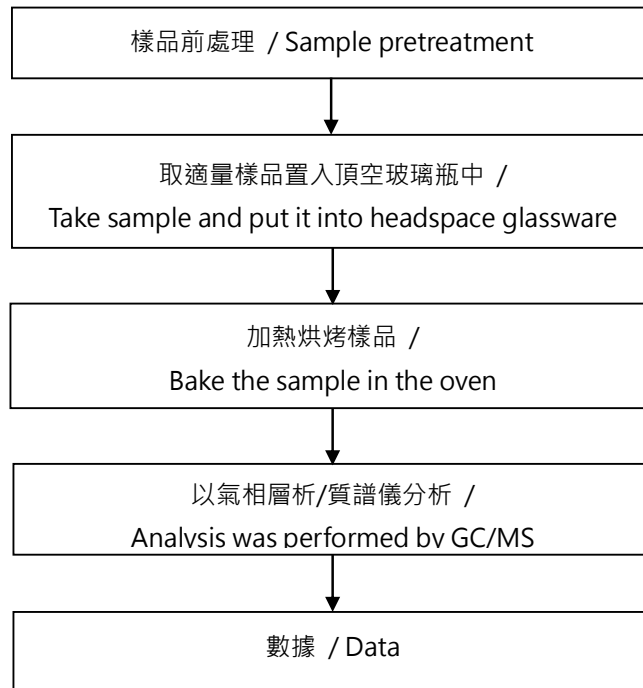 樣品前處理 / Sample pretreatment
取適量樣品置入頂空玻璃瓶中 /
Take sample and put it into headspace glassware
加熱烘烤樣品 /
Bake the sample in the oven
以氣相層析/質譜儀分析 /
Analysis was performed by GC/MS
數據 / Data